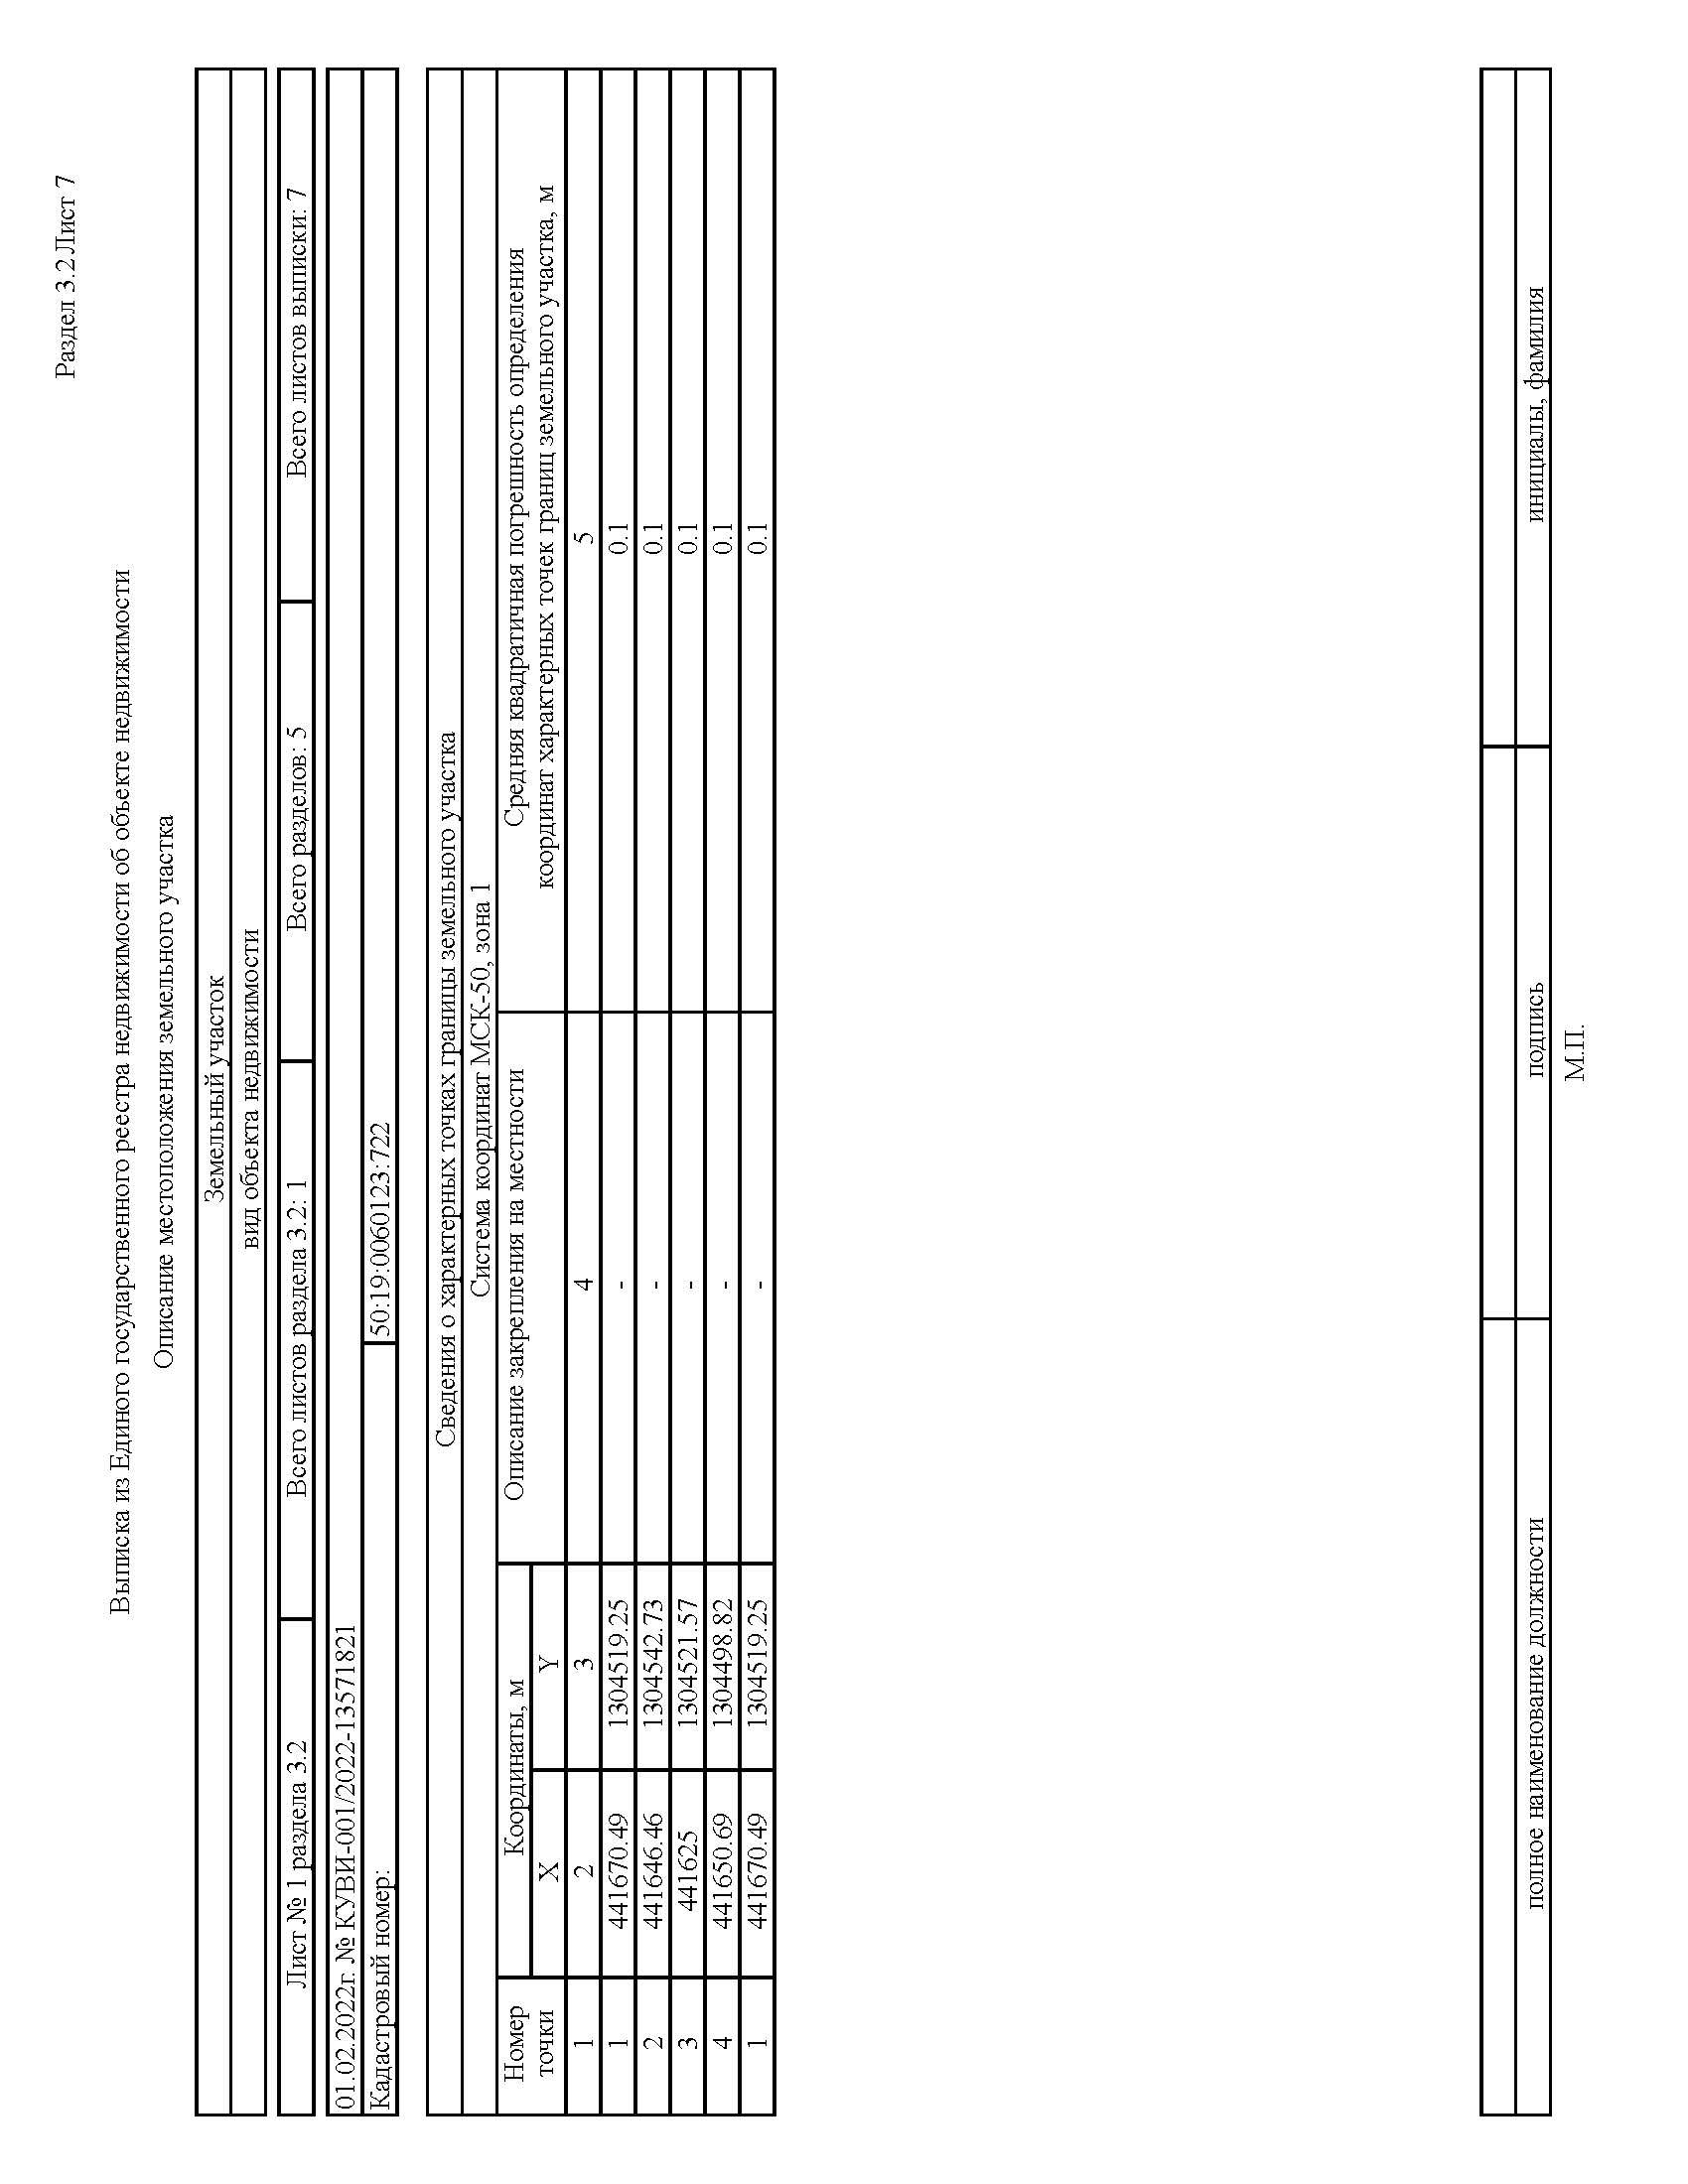 Раздел 3.2 Лист 7
Выписка из Единого государственного реестра недвижимости об объекте недвижимости
Описание местоположения земельного участка
Земельный участок
вид объекта недвижимости
Лист № 1 раздела 3.2 Всего листов раздела 3.2: 1 Всего разделов: 5 Всего листов выписки: 7
01.02.2022г. № КУВИ-001/2022-13571821
Кадастровый номер: 50:19:0060123:722
Сведения о характерных точках границы земельного участка
Система координат МСК-50, зона 1
Номер точки Координаты, м Описание закрепления на местности Средняя квадратичная погрешность определения
координат характерных точек границ земельного участка, м
X Y
1 2 3 4 5
1 441670.49 1304519.25 - 0.1
2 441646.46 1304542.73 - 0.1
3 441625 1304521.57 - 0.1
4 441650.69 1304498.82 - 0.1
1 441670.49 1304519.25 - 0.1
полное наименование должности подпись инициалы, фамилия
М.П.